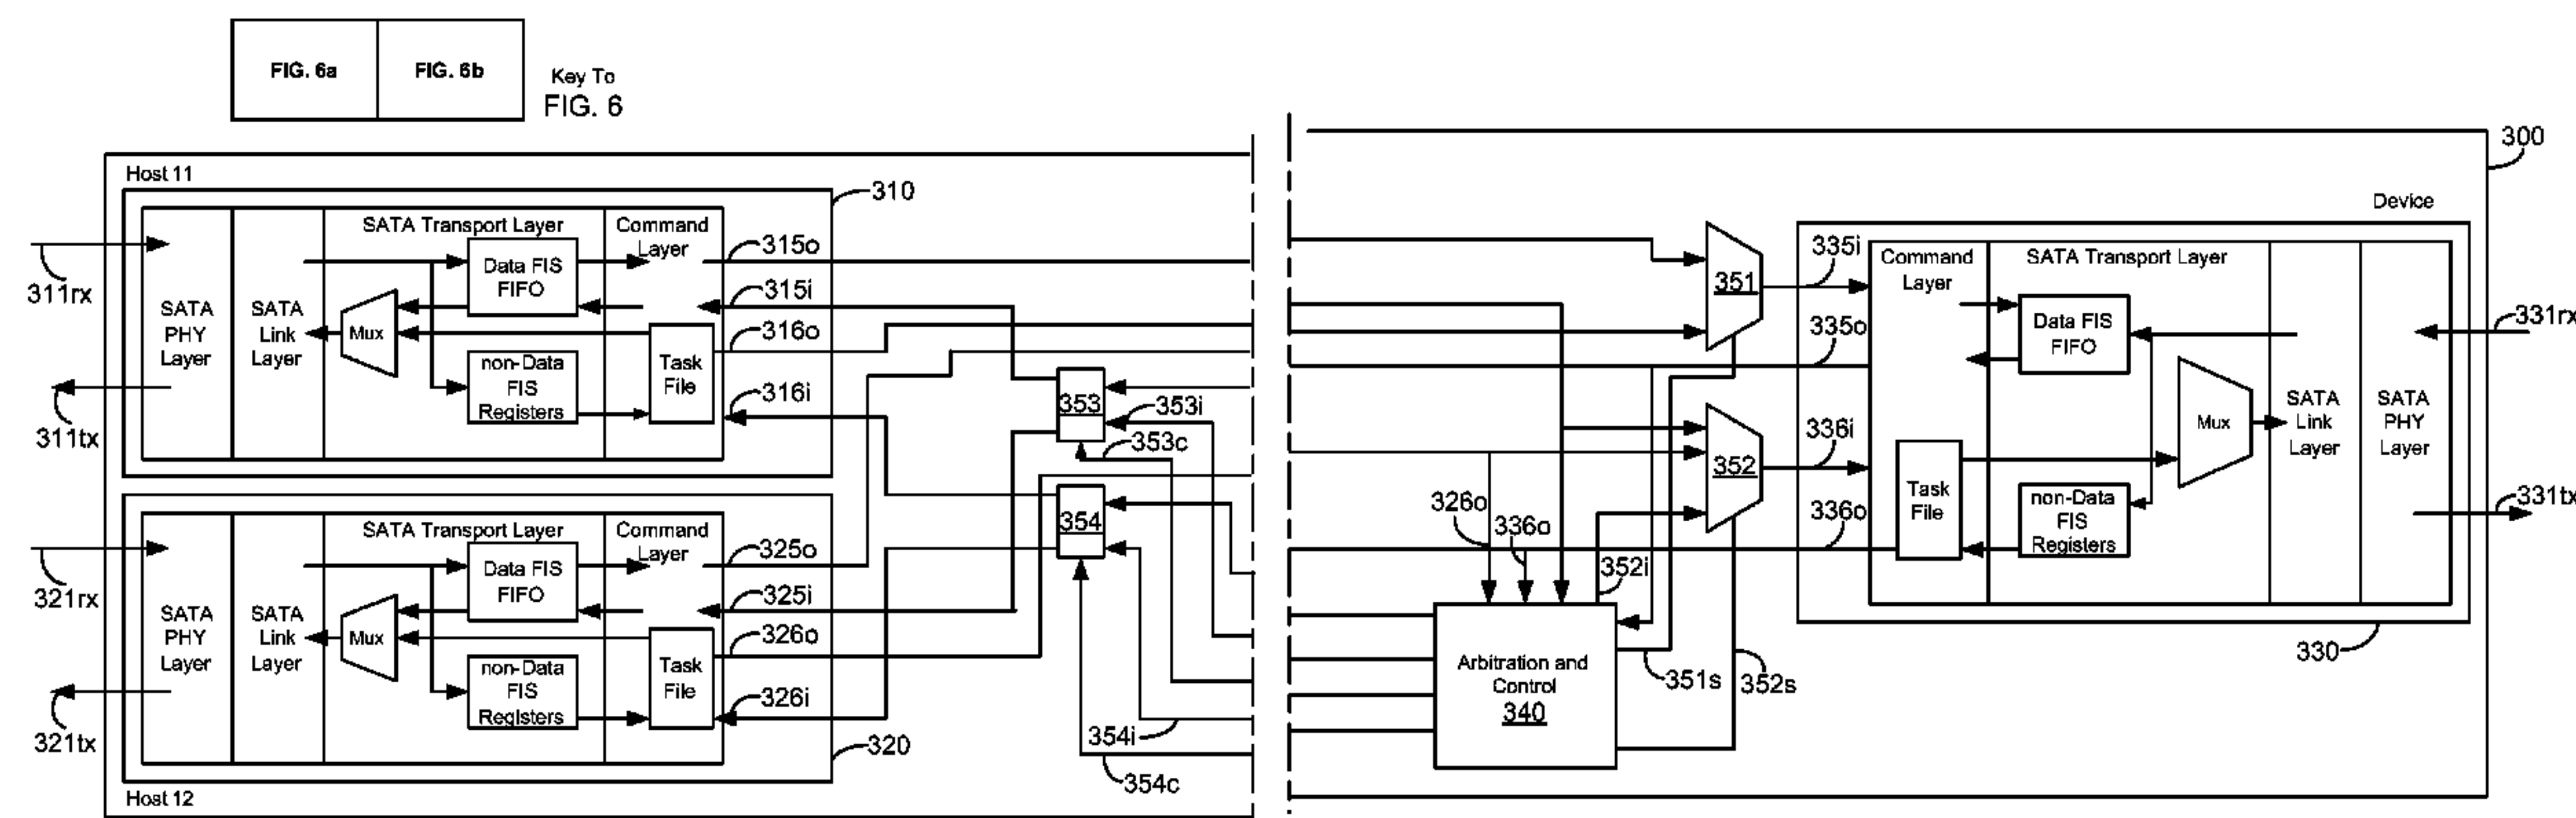 FIG. 6a
FIG. 6b
Key To
FIG. 6
300
Host 11
310
Device
SATA Transport Layer
Command
Layer
315o
Data FIS
FIFO
311rx
315i
SATA
PHY
Layer
SATA
Link
Layer
Mux
316o
Task
File
non-Data
FIS
Registers
316i
311tx
353
353i
353c
354
Host 12
320
SATA Transport Layer
Command
Layer
325o
Data FIS
FIFO
321rx
325i
SATA
PHY
Layer
SATA
Link
Layer
Mux
326o
Task
File
non-Data
FIS
Registers
326i
321tx
354i
354c
351
335i
335o
352
336i
326o
336o
336o
352i
Arbitration and
Control
340
351s
352s
Command
Layer
SATA Transport Layer
Data FIS
FIFO
331rx
Mux
SATA
Link
Layer
SATA
PHY
Layer
Task
File
non-Data
FIS
Registers
331tx
330